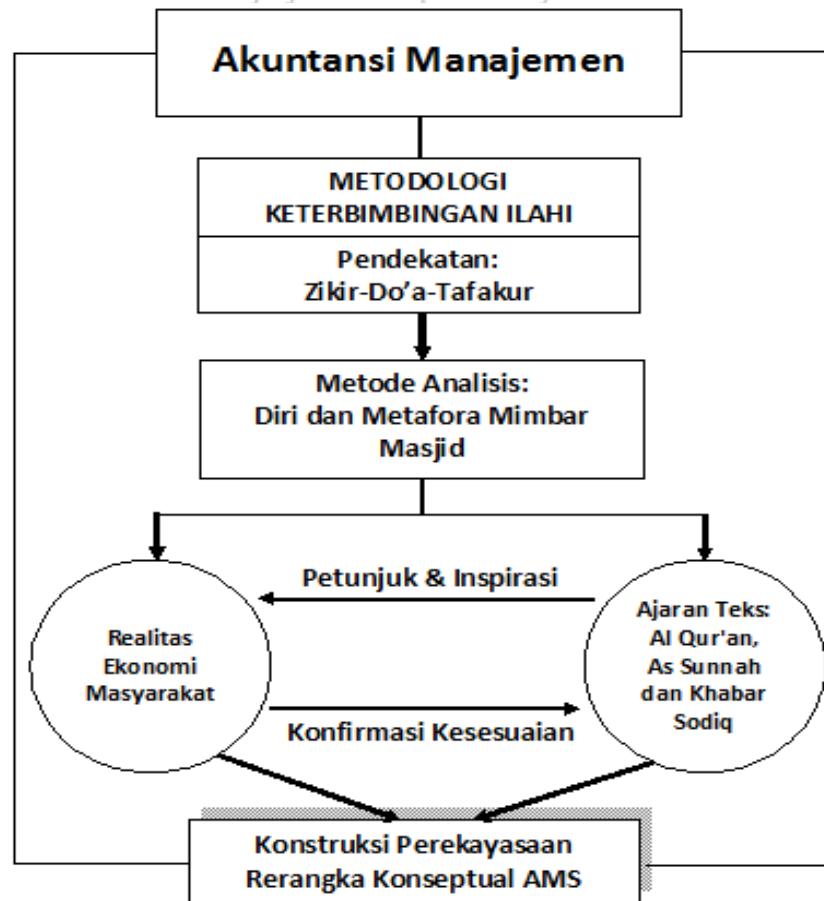 Akuntansi Manajemen
METODOLOGI
KETERBIMBINGAN ILAHI
Pendekatan:
Zikir-Do’a-Tafakur
Metode Analisis:
Diri dan Metafora Mimbar
Masjid
Petunjuk & Inspirasi
Realitas
Ekonomi
Masyarakat
Ajaran Teks:
Al Qur'an,
As Sunnah
dan Khabar
Sodiq
Konfirmasi Kesesuaian
Konstruksi Perekayasaan
Rerangka Konseptual AMS